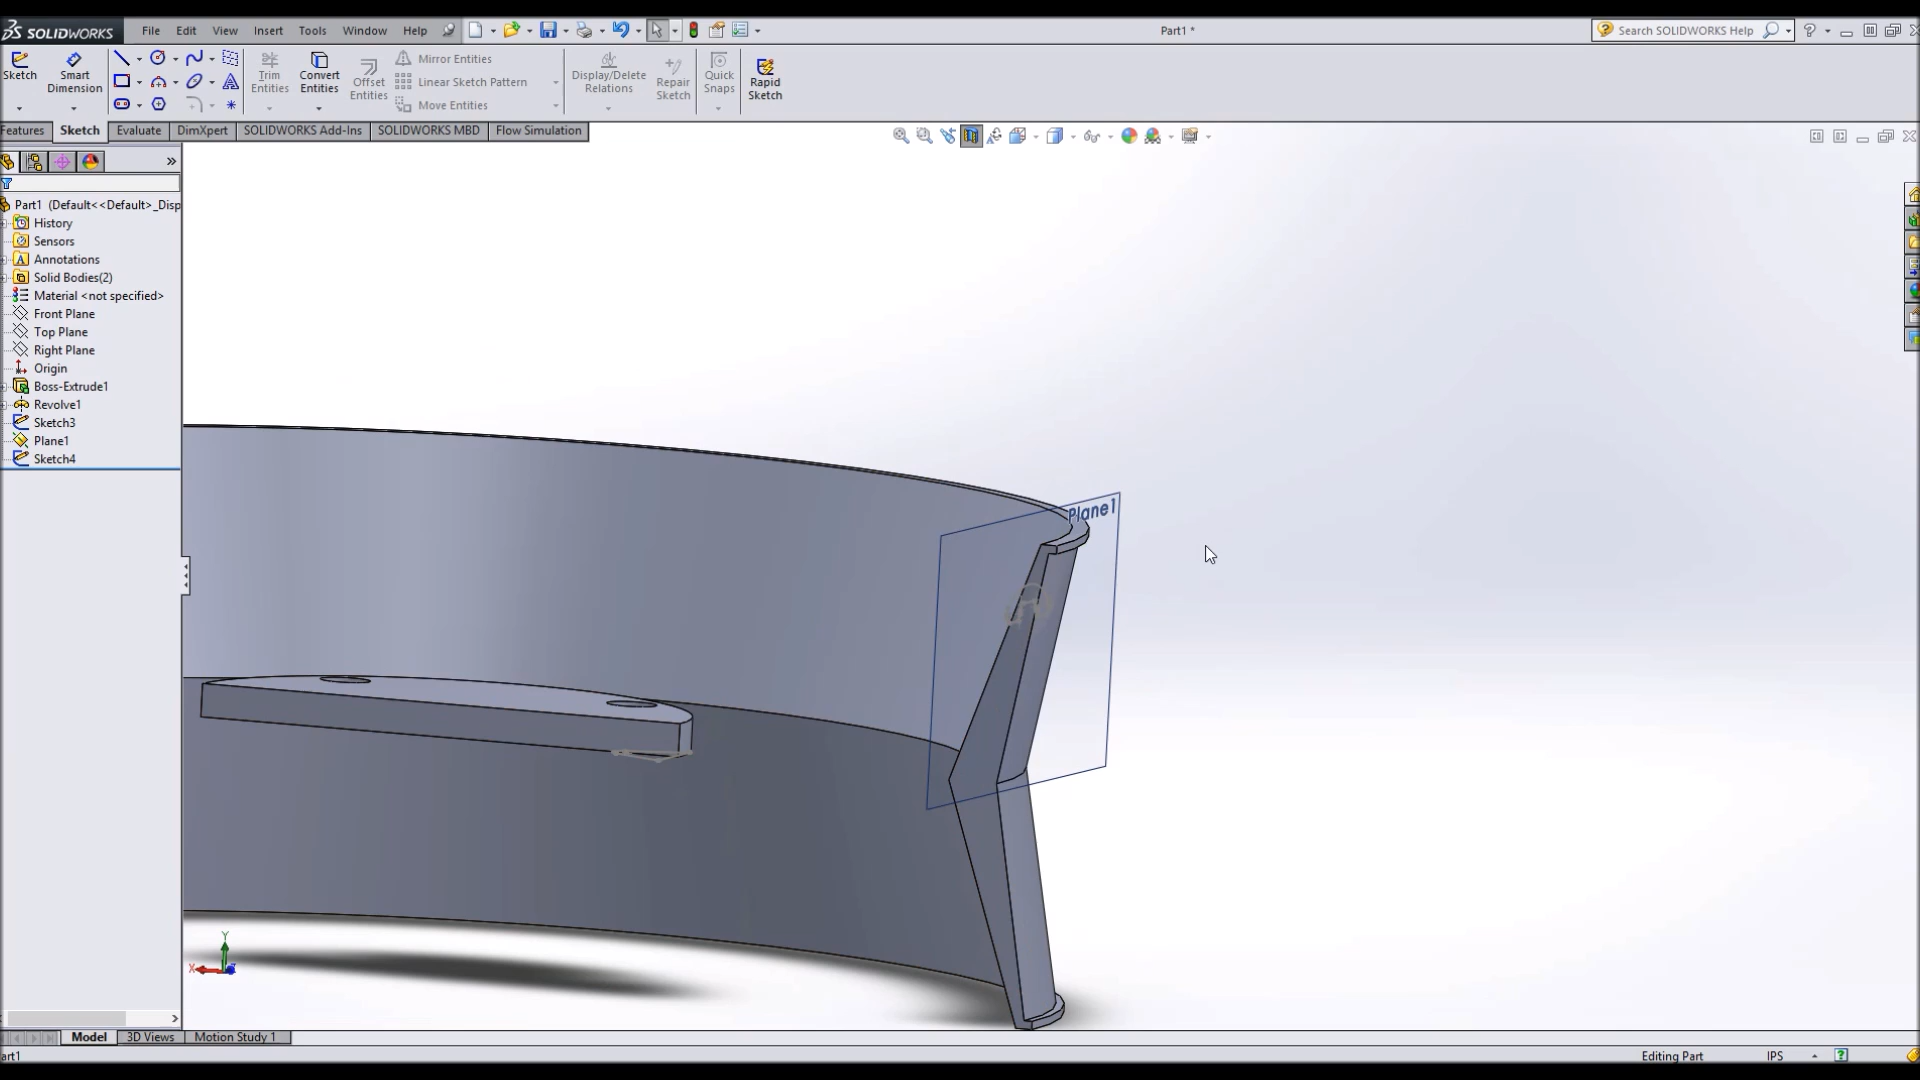 SOLIDWORKS File Edit View Insert Tools Window Help Part1 * Search SOLIDWORKS Help
Sketch Smart Dimension Trim Entities Convert Entities Offset Entities Mirror Entities Linear Sketch Pattern Move Entities Display/Delete Relations Repair Sketch Quick Snaps Rapid Sketch
Features Sketch Evaluate DimXpert SOLIDWORKS Add-Ins SOLIDWORKS MBD Flow Simulation
Part1 (Default<<Default>_Disp
History
Sensors
Annotations
Solid Bodies(2)
Material <not specified>
Front Plane
Top Plane
Right Plane
Origin
Boss-Extrude1
Revolve1
Sketch3
Plane1
Sketch4
Plane1
Y
X
Model 3D Views Motion Study 1
art1 Editing Part IPS